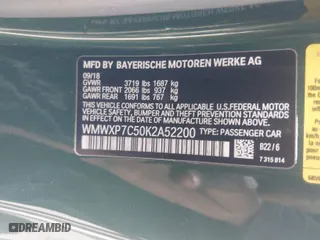 MFD BY BAYERISCHE MOTOREN WERKE AG
09/18
GVWR 3719 lbs 1687 kg
GAWR FRONT 2066 lbs 937 kg
GAWR REAR 1691 lbs 767 kg
THIS VEHICLE CONFORMS TO ALL APPLICABLE
U.S.FEDERAL MOTOR VEHICLE SAFETY,
BUMPER, AND THEFT PREVENTION STANDARDS
IN EFFECT ON THE DATE OF MANUFACTURE
SHOWN ABOVE.
WMWXP7C50K2A52200 TYPE: PASSENGER CAR
B22/6
7 315 814